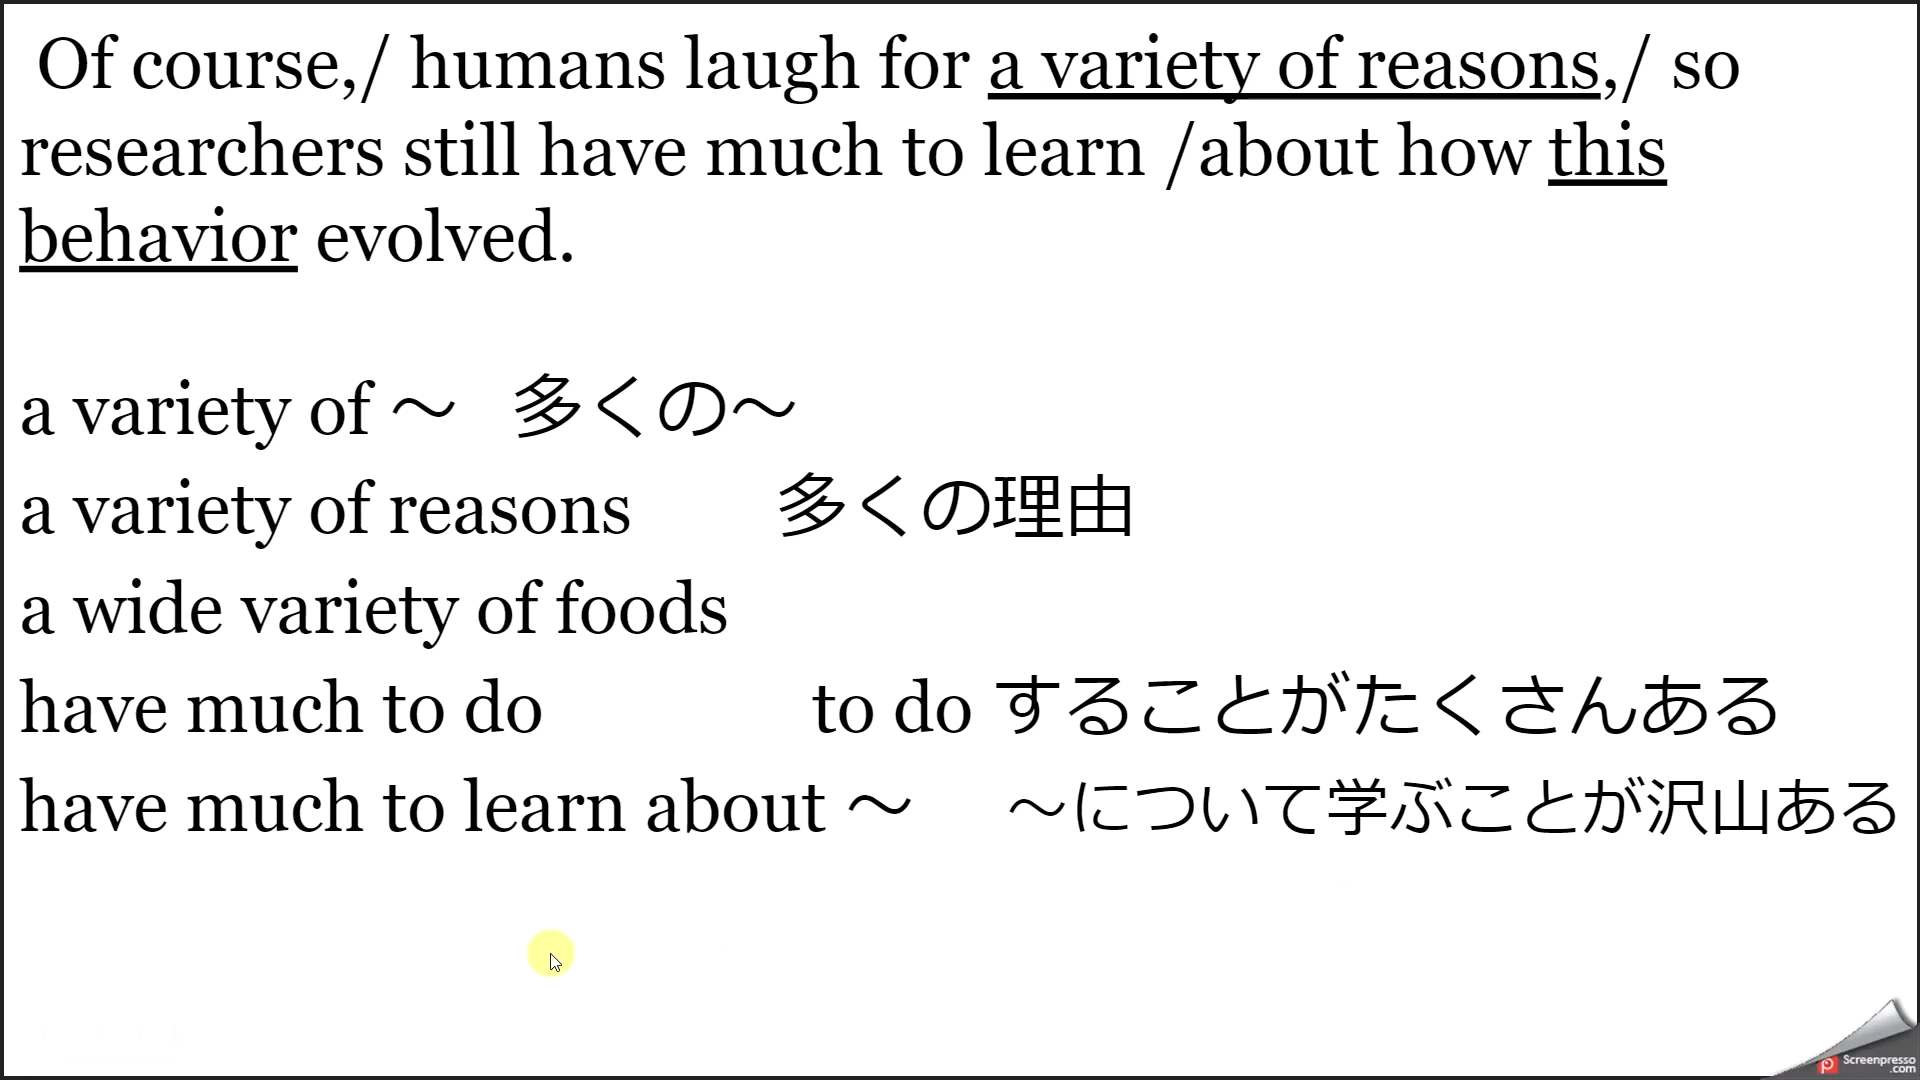 Of course,/ humans laugh for a variety of reasons,/ so
researchers still have much to learn /about how this
behavior evolved.
a variety of ～ 多くの～
a variety of reasons 多くの理由
a wide variety of foods
have much to do to do することがたくさんある
have much to learn about ～ ～について学ぶことが沢山ある
Screenpresso
.com